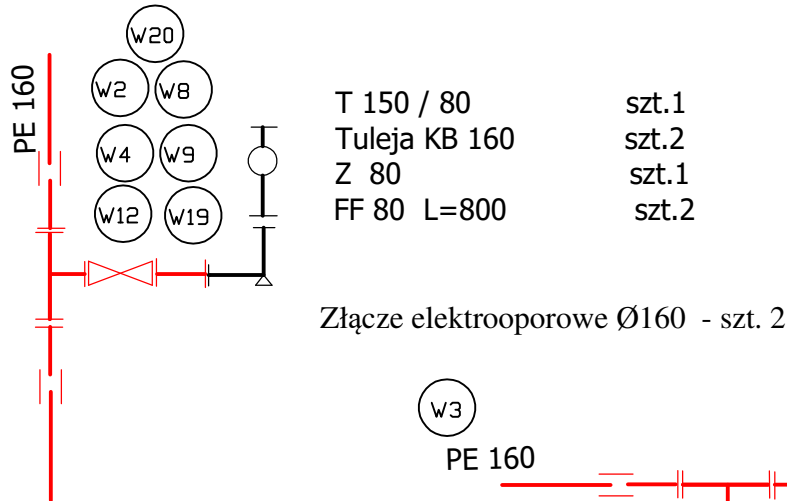 W20
W2 W8
PE 160
W4 W9
W12 W19
T 150 / 80 szt.1
Tuleja KB 160 szt.2
Z 80 szt.1
FF 80 L=800 szt.2
Złącze elektrooporowe Ø160 - szt. 2
W3
PE 160